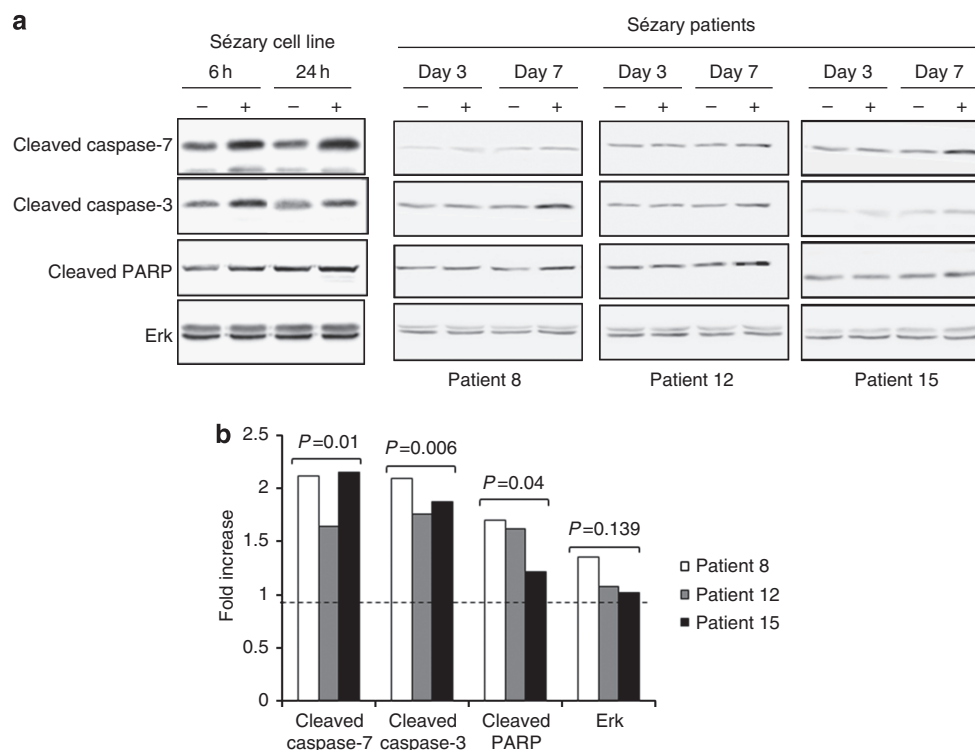 a
Sézary cell line
Sézary patients
6 h 24 h
Day 3 Day 7 Day 3 Day 7 Day 3 Day 7
– + – + – + – + – + – + – + – +
Cleaved caspase-7
Cleaved caspase-3
Cleaved PARP
Erk
Patient 8 Patient 12 Patient 15
b
Fold increase
2.5
2
1.5
1
0.5
0
P=0.01
P=0.006
P=0.04
P=0.139
Patient 8
Patient 12
Patient 15
Cleaved
caspase-7
Cleaved
caspase-3
Cleaved
PARP
Erk